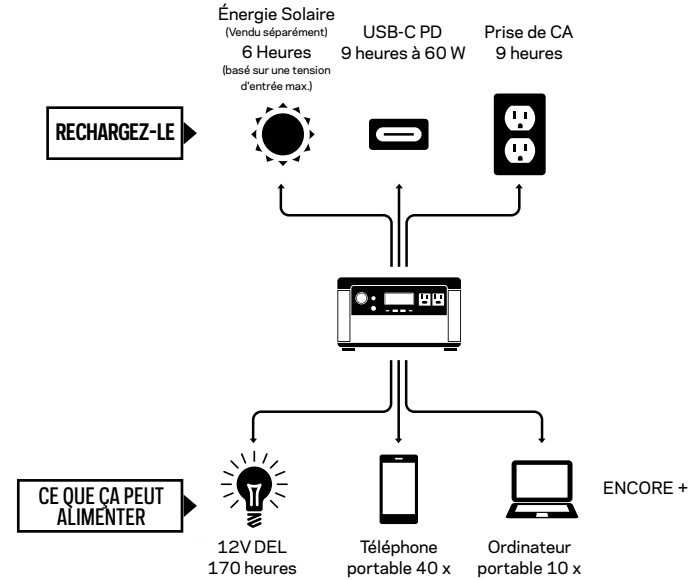 Énergie Solaire
(Vendu séparément)
6 Heures
(basé sur une tension
d'entrée max.)
USB-C PD
9 heures à 60 W
Prise de CA
9 heures
RECHARGEZ-LE
CE QUE ÇA PEUT
ALIMENTER
12V DEL
170 heures
Téléphone
portable 40 x
Ordinateur
portable 10 x
ENCORE +